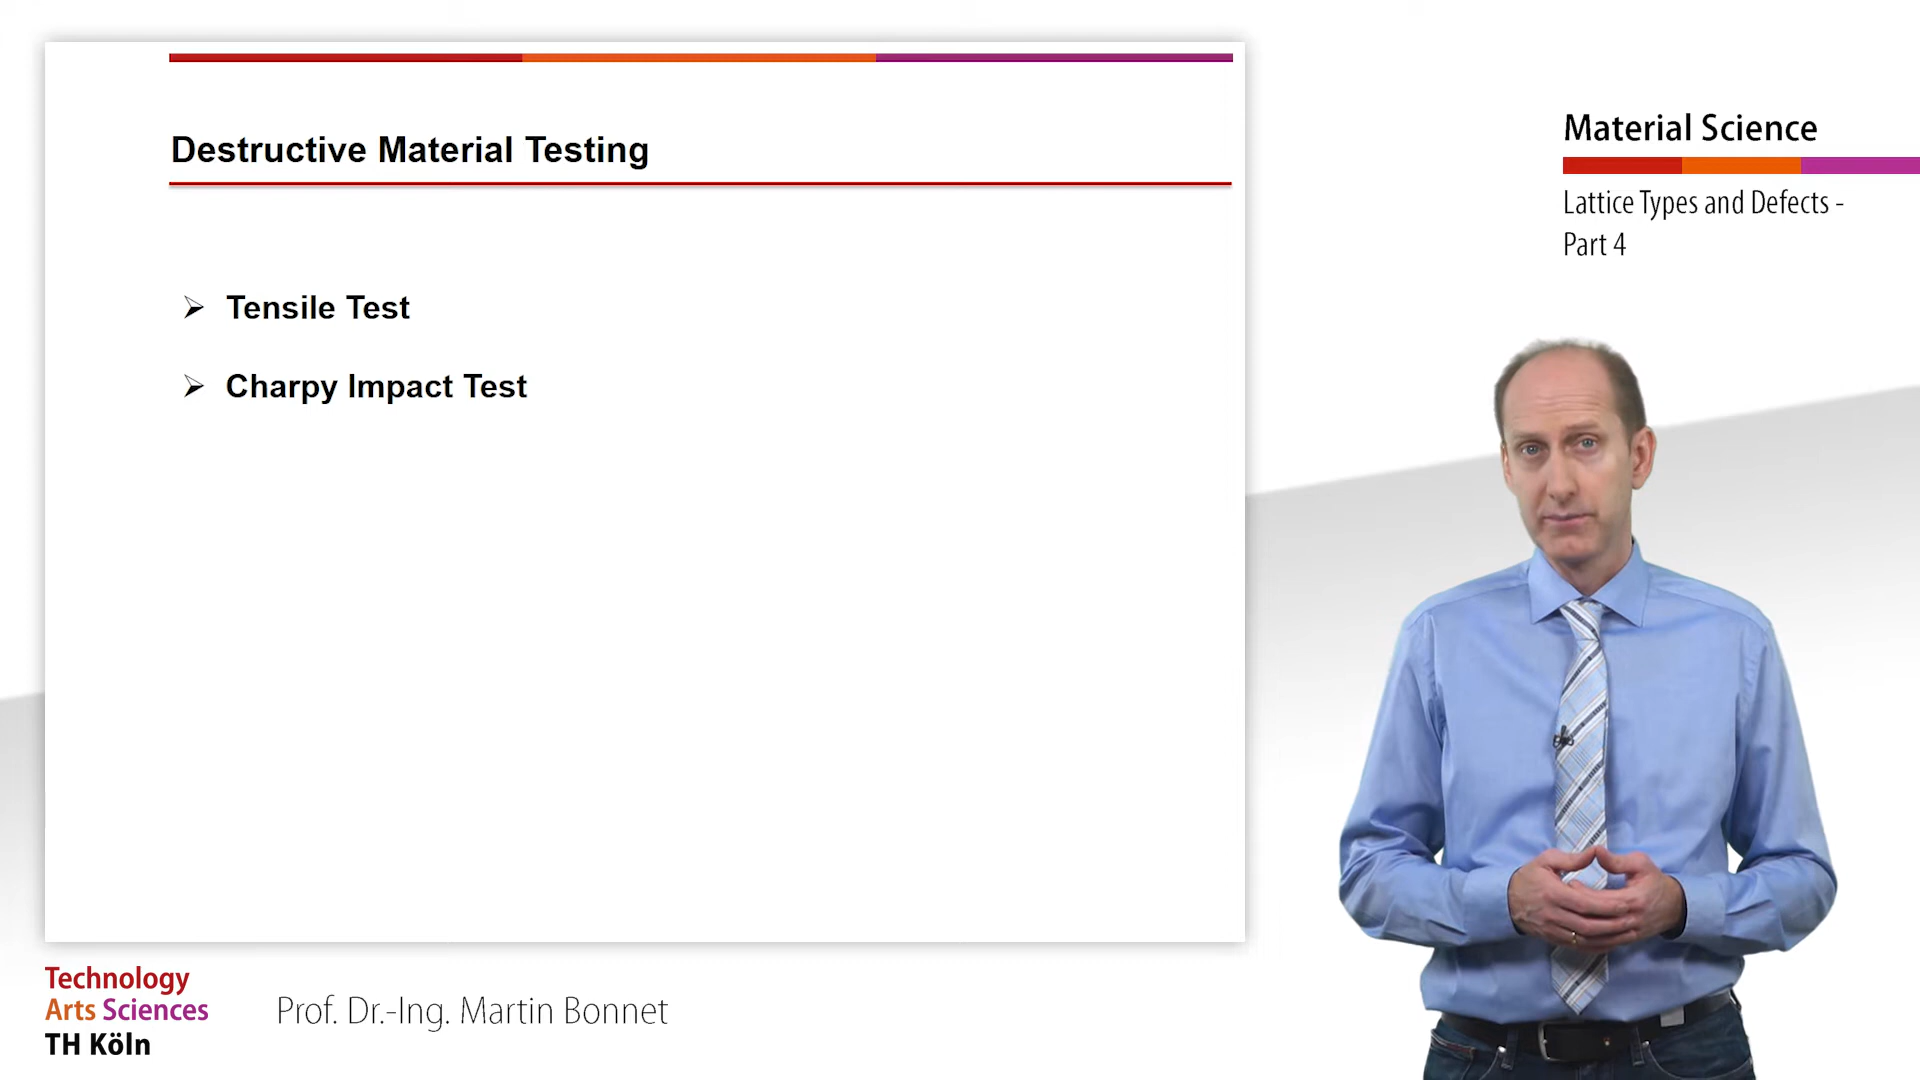 Destructive Material Testing
Tensile Test
Charpy Impact Test
Material Science
Lattice Types and Defects -
Part 4
Technology
Arts Sciences
TH Köln
Prof. Dr.-Ing. Martin Bonnet